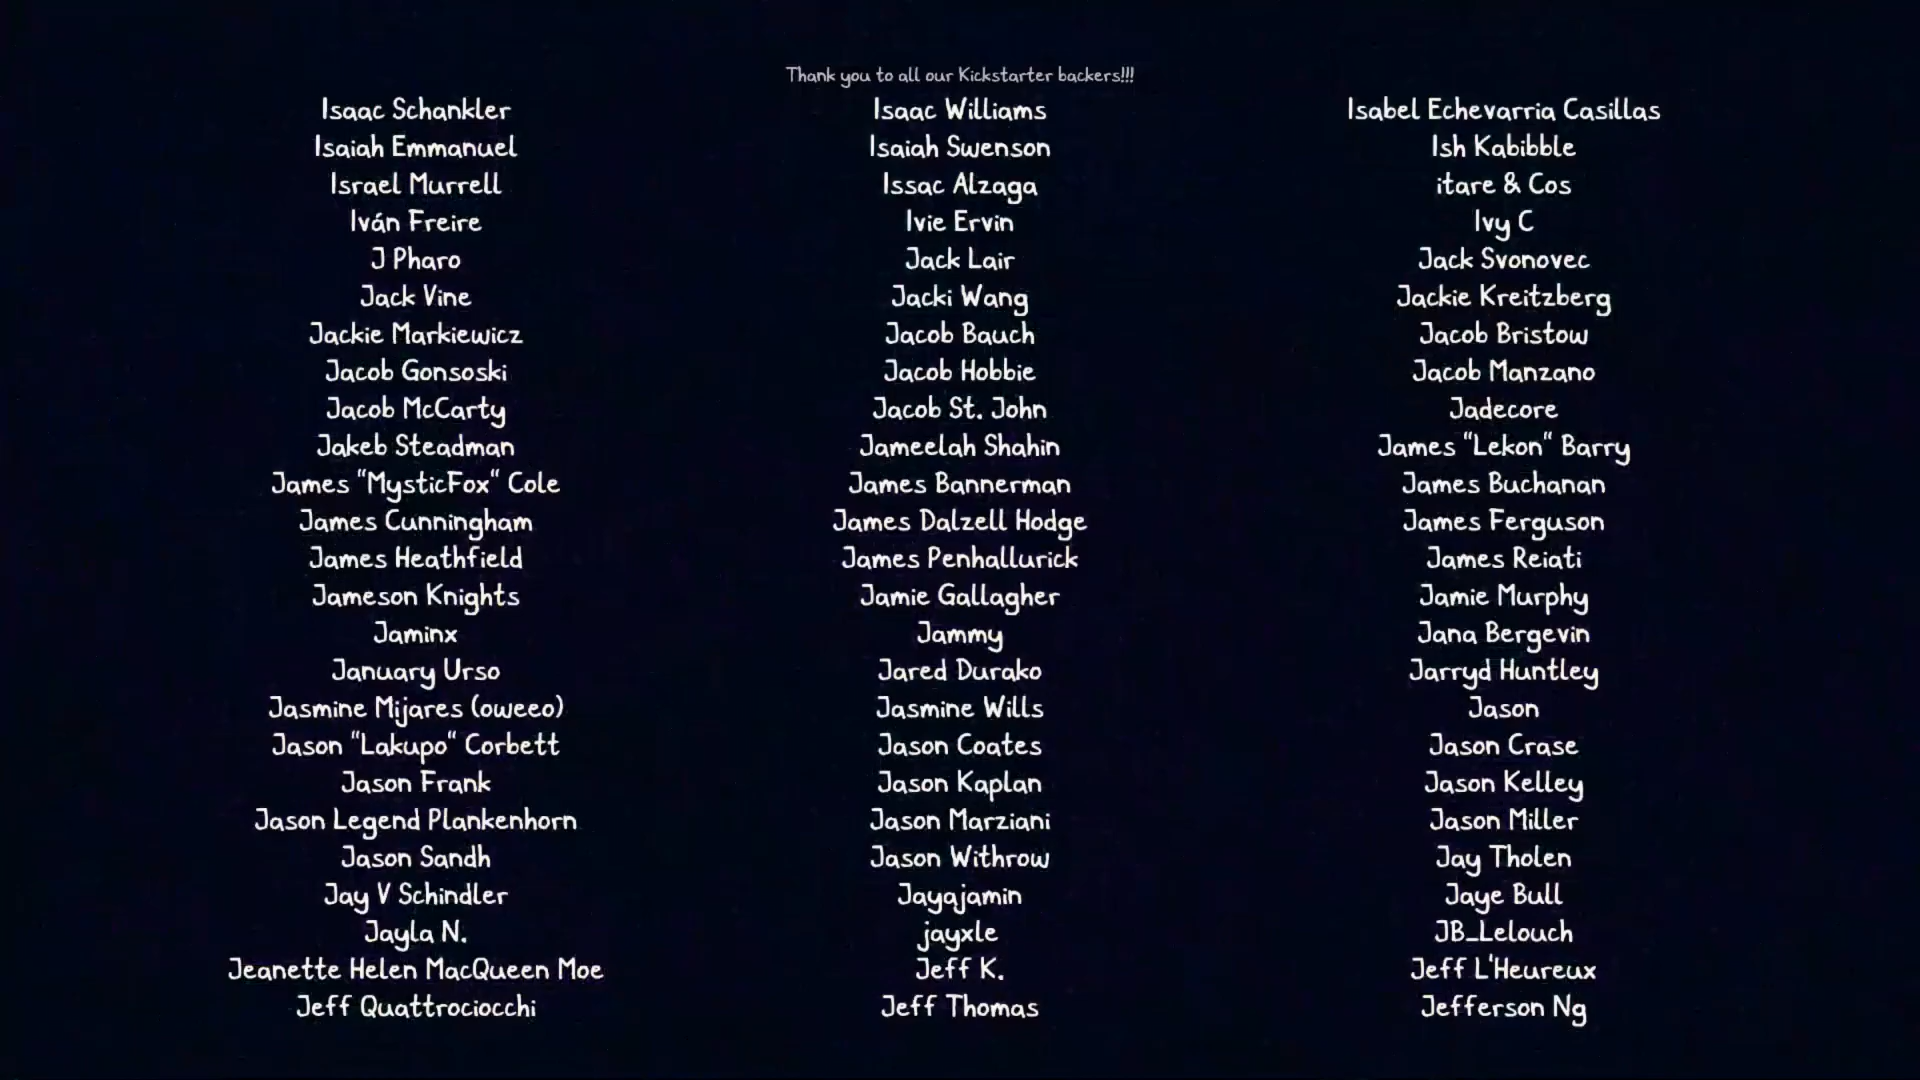 Thank you to all our Kickstarter backers!!!
Isaac Schankler Isaac Williams Isabel Echevarria Casillas
Isaiah Emmanuel Isaiah Swenson Ish Kabibble
Israel Murrell Issac Alzaga itare & Cos
Iván Freire Ivie Ervin Ivy C
J Pharo Jack Lair Jack Svonovec
Jack Vine Jacki Wang Jackie Kreitzberg
Jackie Markiewicz Jacob Bauch Jacob Bristow
Jacob Gonsoski Jacob Hobbie Jacob Manzano
Jacob McCarty Jacob St. John Jadecore
Jakeb Steadman Jameelah Shahin James "Lekon" Barry
James "MysticFox" Cole James Bannerman James Buchanan
James Cunningham James Dalzell Hodge James Ferguson
James Heathfield James Penhallurick James Reiati
Jameson Knights Jamie Gallagher Jamie Murphy
Jaminx Jammy Jana Bergevin
January Urso Jared Durako Jarryd Huntley
Jasmine Mijares (oweeo) Jasmine Wills Jason
Jason "Lakupo" Corbett Jason Coates Jason Crase
Jason Frank Jason Kaplan Jason Kelley
Jason Legend Plankenhorn Jason Marziani Jason Miller
Jason Sandh Jason Withrow Jay Tholen
Jay V Schindler Jayajamin Jaye Bull
Jayla N. jayxle JB_Lelouch
Jeanette Helen MacQueen Moe Jeff K. Jeff L'Heureux
Jeff Quattrociocchi Jeff Thomas Jefferson Ng